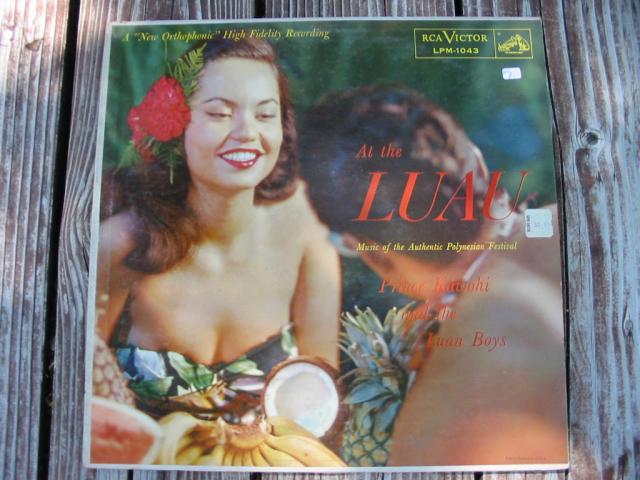 A "New Orthophonic" High Fidelity Recording
RCA VICTOR
LPM-1043
At the
LUAU
Music of the Authentic Polynesian Festival
Prince Kawohi
and the
Luau Boys